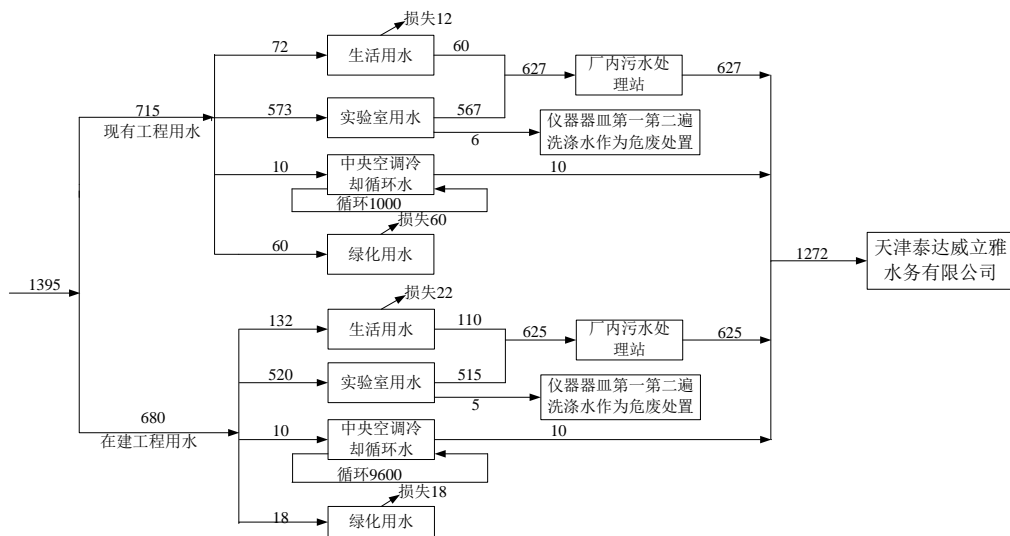 损失12
72
生活用水
60
627
厂内污水处
理站
627
715
现有工程用水
573
实验室用水
567
6
仪器器皿第一第二遍
洗涤水作为危废处置
10
中央空调冷
却循环水
10
循环1000
损失60
60
绿化用水
1395
1272
天津泰达威立雅
水务有限公司
损失22
132
生活用水
110
625
厂内污水处
理站
625
520
实验室用水
515
5
仪器器皿第一第二遍
洗涤水作为危废处置
680
在建工程用水
10
中央空调冷
却循环水
10
循环9600
损失18
18
绿化用水